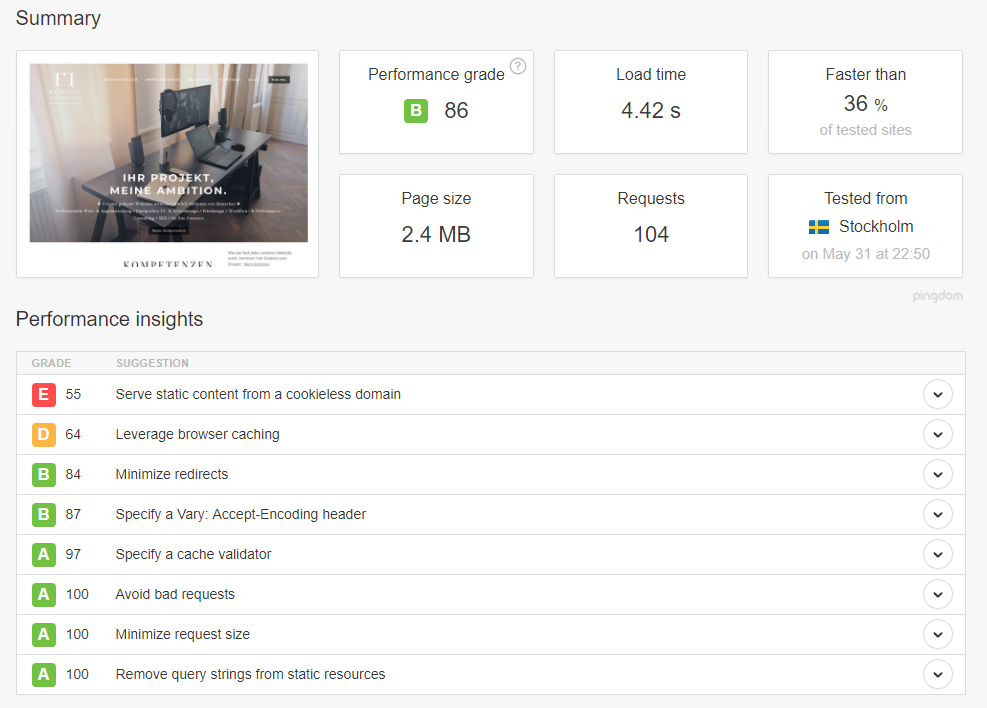 Summary
IHR PROJEKT,
MEINE AMBITION.
KOMPETENZEN
Performance grade ?
B 86
Load time
4.42 s
Faster than
36 %
of tested sites
Page size
2.4 MB
Requests
104
Tested from
Stockholm
on May 31 at 22:50
pingdom
Performance insights
GRADE SUGGESTION
E 55 Serve static content from a cookieless domain
D 64 Leverage browser caching
B 84 Minimize redirects
B 87 Specify a Vary: Accept-Encoding header
A 97 Specify a cache validator
A 100 Avoid bad requests
A 100 Minimize request size
A 100 Remove query strings from static resources